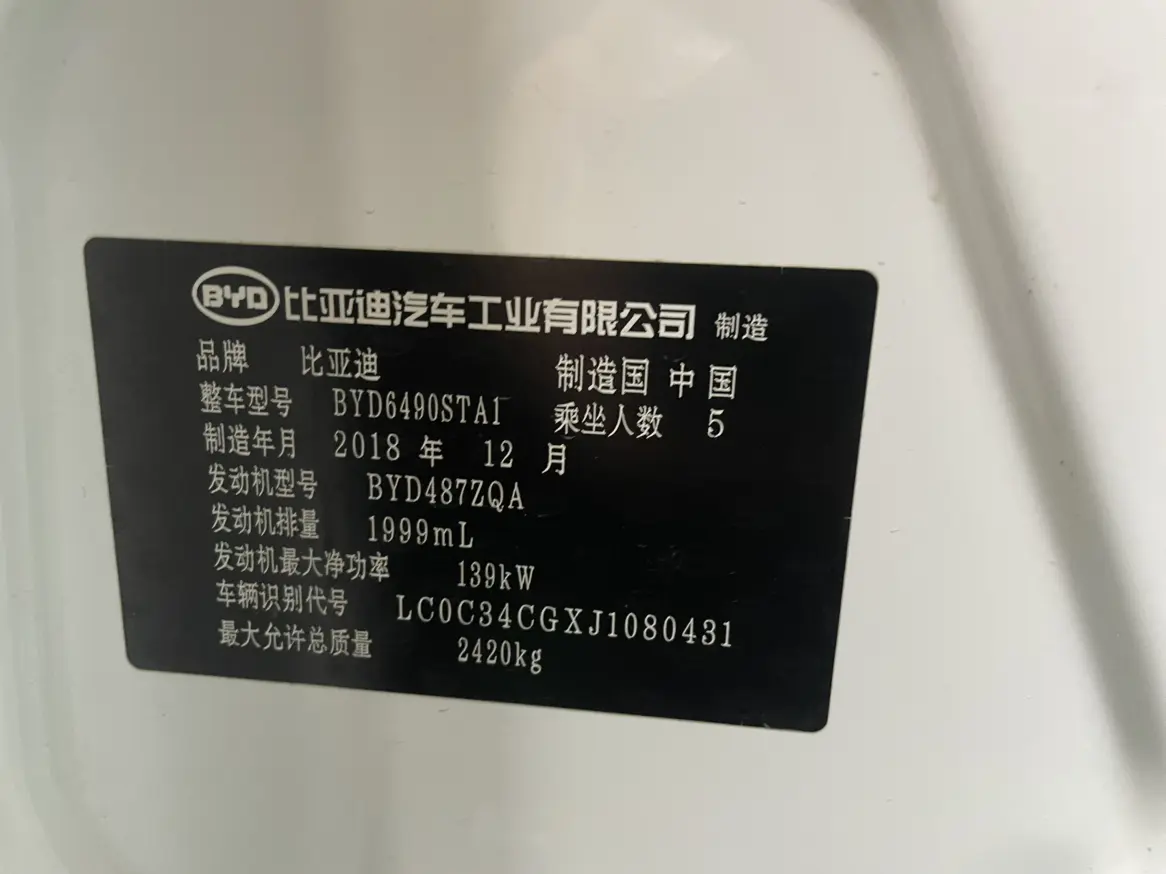 BYD 比亚迪汽车工业有限公司 制造
品牌 比亚迪 制造国 中国
整车型号 BYD6490STA1 乘坐人数 5
制造年月 2018 年 12 月
发动机型号 BYD487ZQA
发动机排量 1999mL
发动机最大净功率 139kW
车辆识别代号 LC0C34CGXJ1080431
最大允许总质量 2420kg